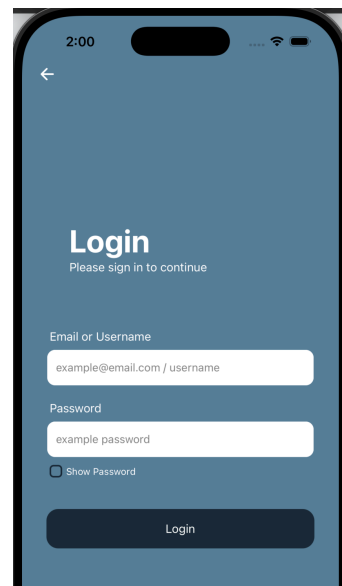 2:00
Login
Please sign in to continue
Email or Username
example@email.com / username
Password
example password
Show Password
Login